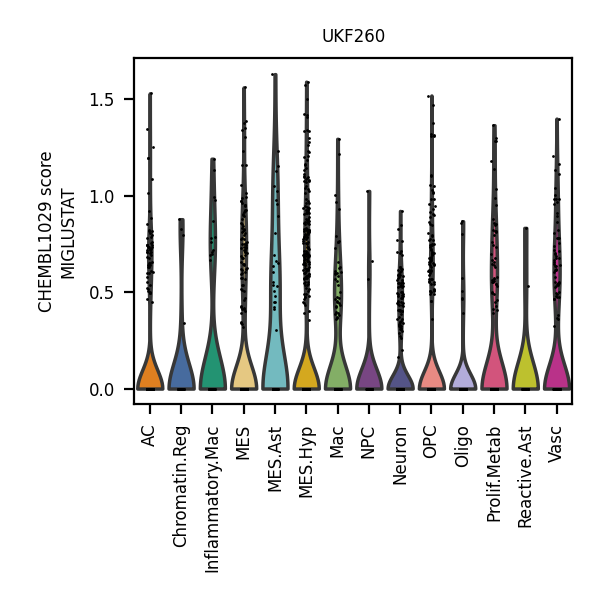 UKF260
CHEMBL1029 score
MIGLUSTAT
1.5
1.0
0.5
0.0
AC
Chromatin.Reg
Inflammatory.Mac
MES
MES.Ast
MES.Hyp
Mac
NPC
Neuron
OPC
Oligo
Prolif.Metab
Reactive.Ast
Vasc